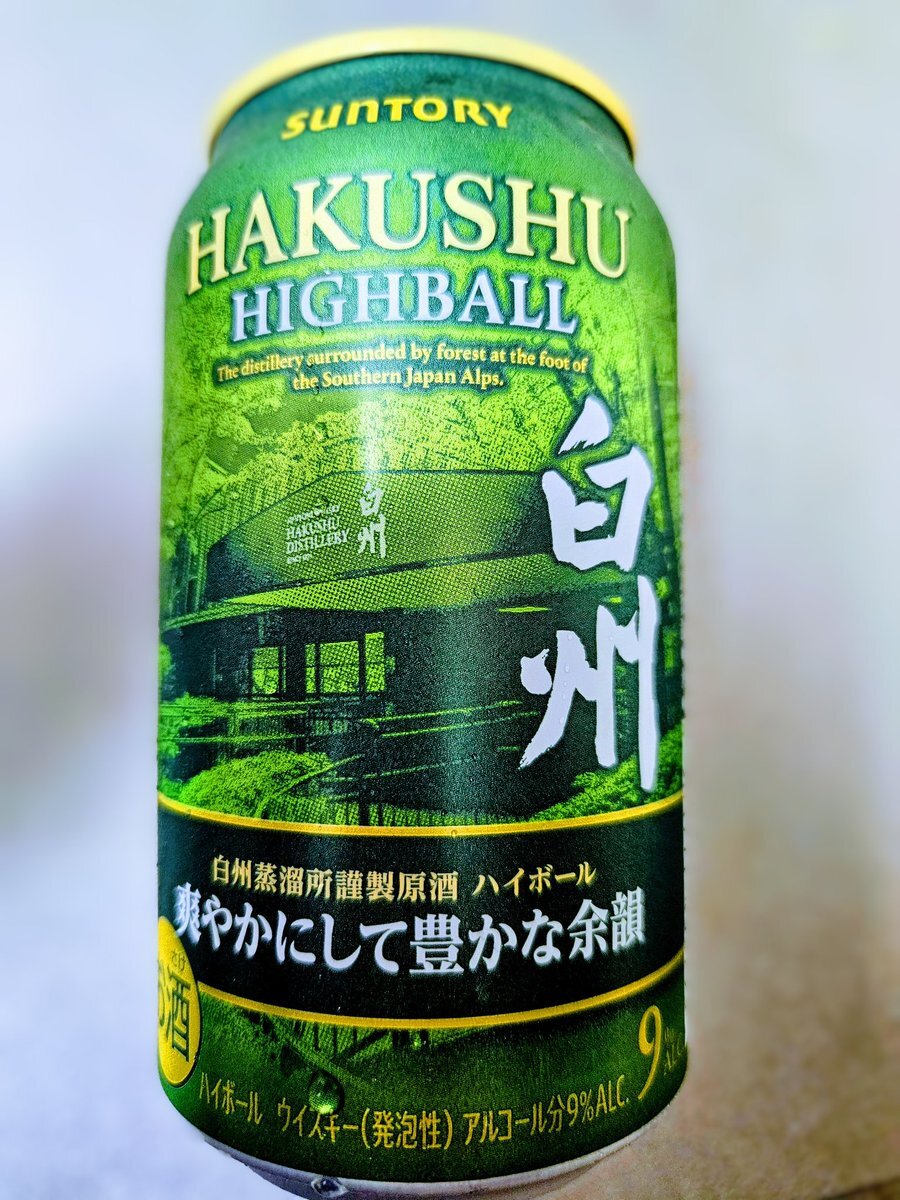 SUNTORY
HAKUSHU
HIGHBALL
The distillery surrounded by forest at the foot of
the Southern Japan Alps.
白州
HAKUSHU
DISTILLERY
白州
白州蒸溜所謹製原酒 ハイボール
爽やかにして豊かな余韻
お酒
ハイボール ウイスキー(発泡性) アルコール分9%ALC.
9